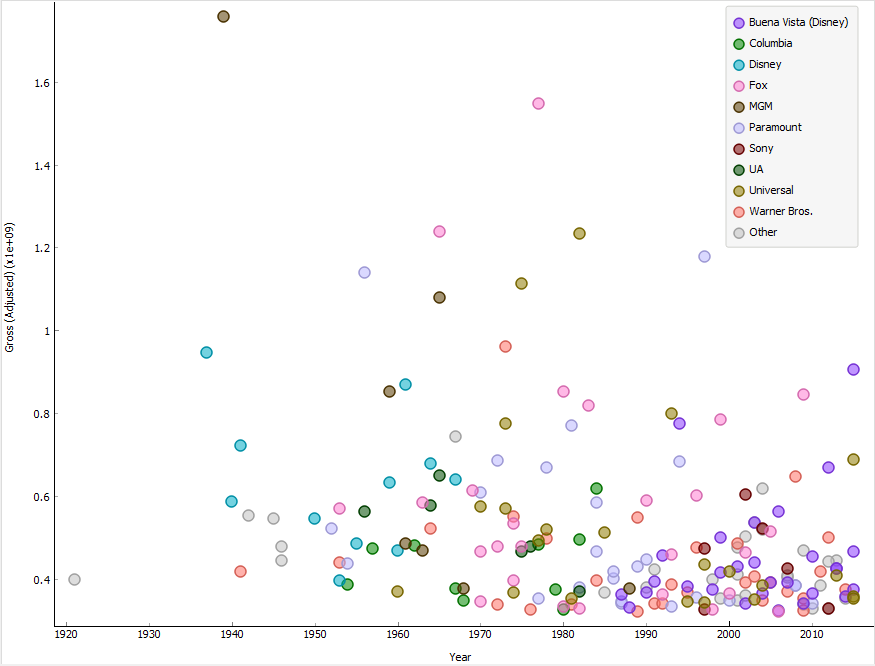 Buena Vista (Disney)
Columbia
Disney
Fox
MGM
Paramount
Sony
UA
Universal
Warner Bros.
Other
1.6
1.4
1.2
1
0.8
0.6
0.4
Gross (Adjusted) (x1e+09)
1920 1930 1940 1950 1960 1970 1980 1990 2000 2010
Year